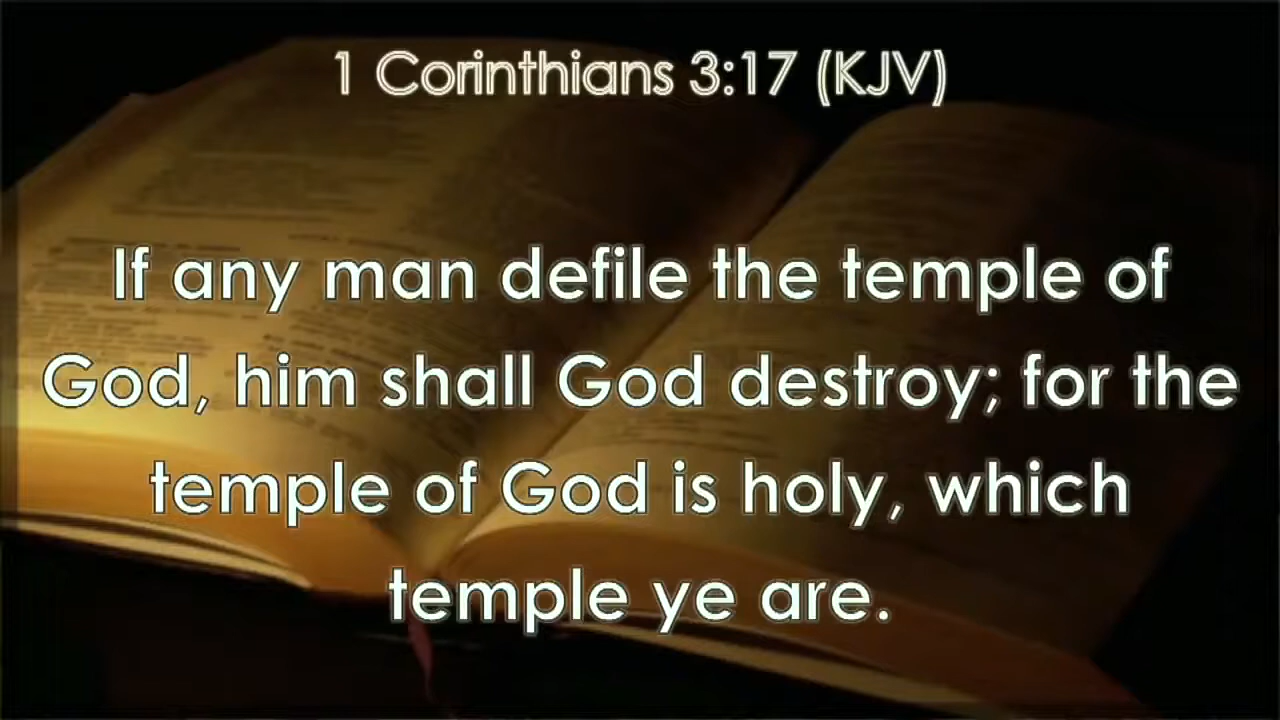 1 Corinthians 3:17 (KJV)
If any man defile the temple of
God, him shall God destroy; for the
temple of God is holy, which
temple ye are.